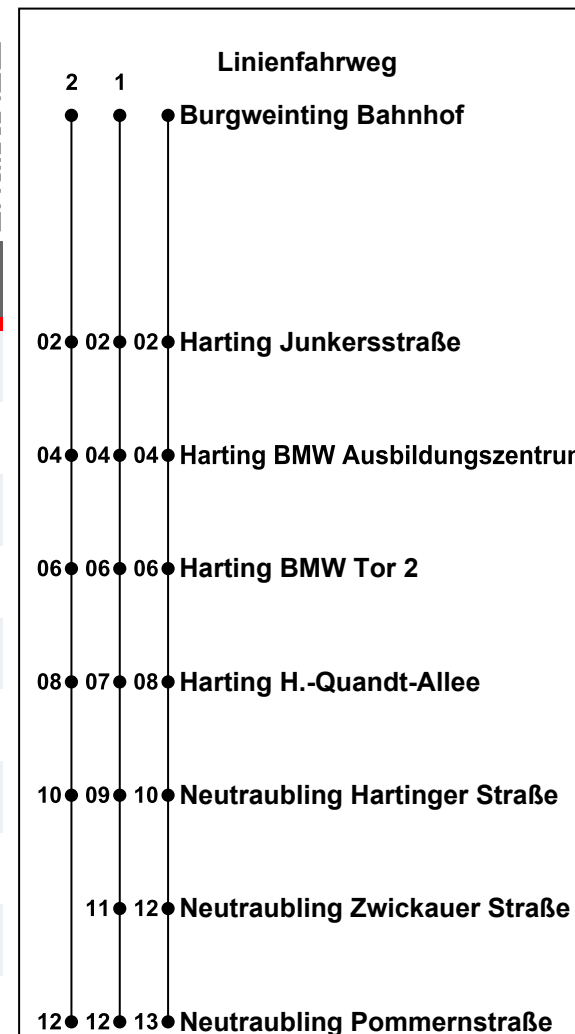 Linienfahrweg
2 1
Burgweinting Bahnhof
02 02 02 Harting Junkersstraße
04 04 04 Harting BMW
06 06 06 Harting BMW Tor 2
08 07 08 Harting H.-Quandt-Allee
10 09 10 Neutraubling Hartinger Straße
11 12 Neutraubling Zwickauer Straße
12 12 13 Neutraubling Pommernstraße